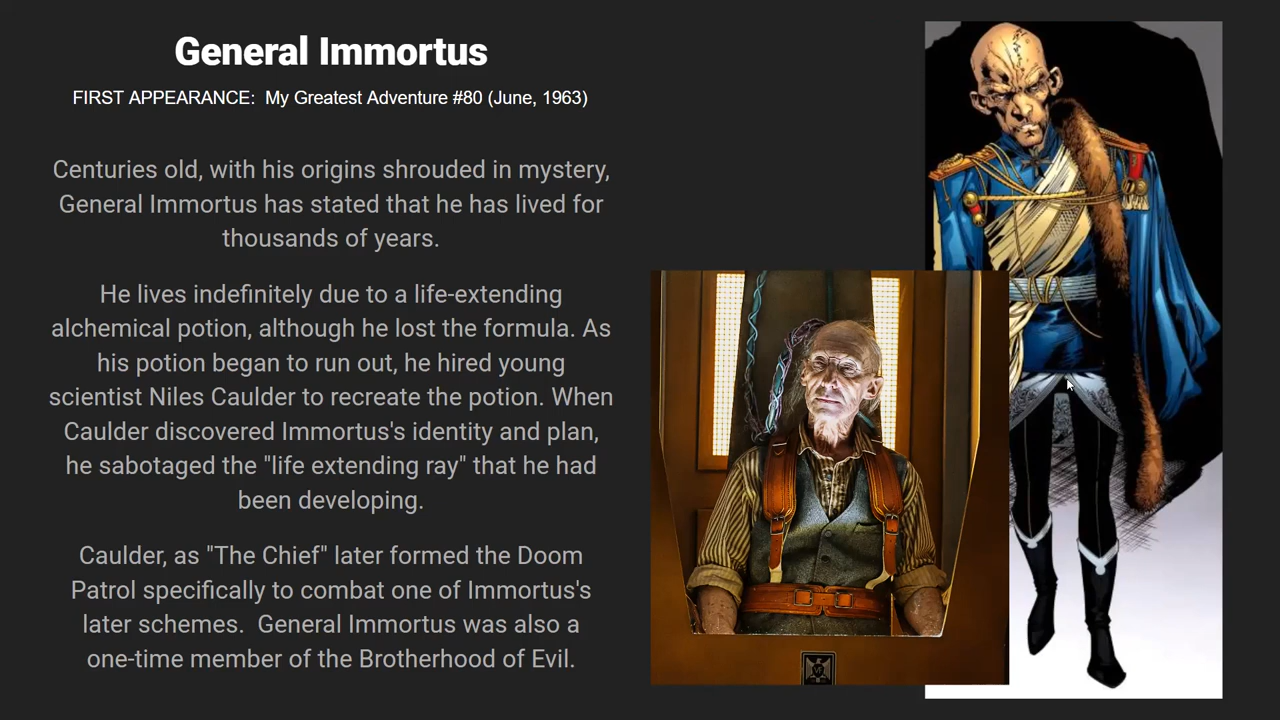 General Immortus
FIRST APPEARANCE: My Greatest Adventure #80 (June, 1963)
Centuries old, with his origins shrouded in mystery,
General Immortus has stated that he has lived for
thousands of years.
He lives indefinitely due to a life-extending
alchemical potion, although he lost the formula. As
his potion began to run out, he hired young
scientist Niles Caulder to recreate the potion. When
Caulder discovered Immortus's identity and plan,
he sabotaged the "life extending ray" that he had
been developing.
Caulder, as "The Chief" later formed the Doom
Patrol specifically to combat one of Immortus's
later schemes. General Immortus was also a
one-time member of the Brotherhood of Evil.